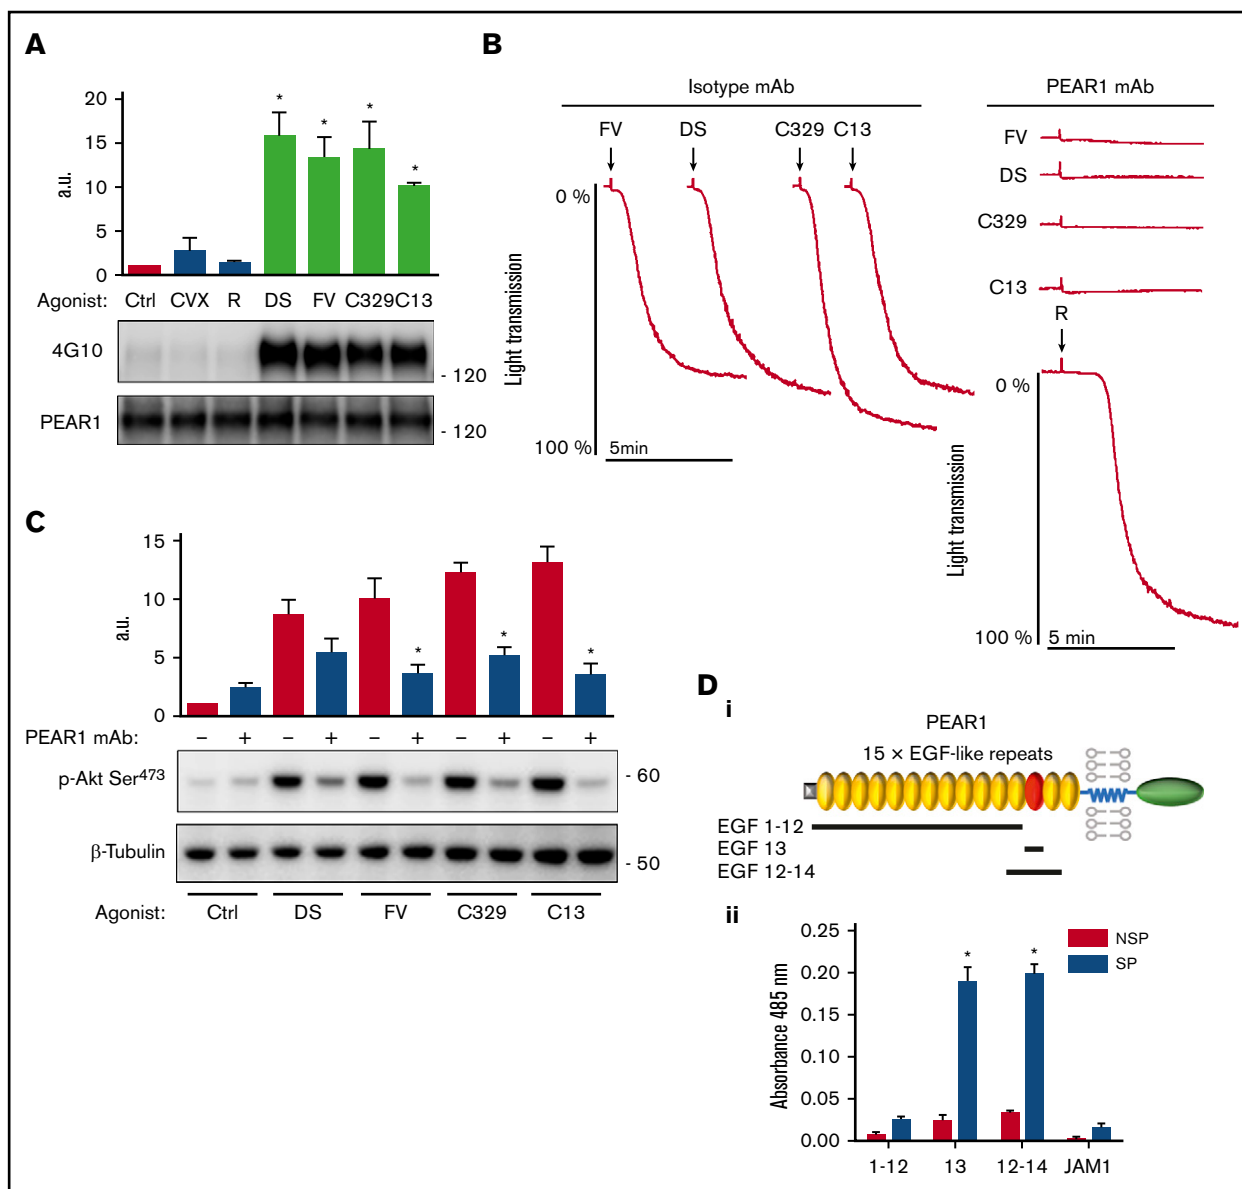 A
20
15
10
5
0
a.u.
Agonist: Ctrl CVX R DS FV C329 C13
4G10
- 120
PEAR1
- 120
B
Isotype mAb
FV DS C329 C13
0 %
100 %
Light transmission
5min
PEAR1 mAb
FV
DS
C329
C13
R
0 %
100 %
Light transmission
5 min
C
15
10
5
0
a.u.
PEAR1 mAb: – + – + – + – + – +
p-Akt Ser473
- 60
β-Tubulin
- 50
Agonist: Ctrl DS FV C329 C13
D
i
PEAR1
15 × EGF-like repeats
EGF 1-12
EGF 13
EGF 12-14
ii
0.25
0.20
0.15
0.10
0.05
0.00
Absorbance 485 nm
NSP
SP
1-12 13 12-14 JAM1
* * * *
* * *
* *